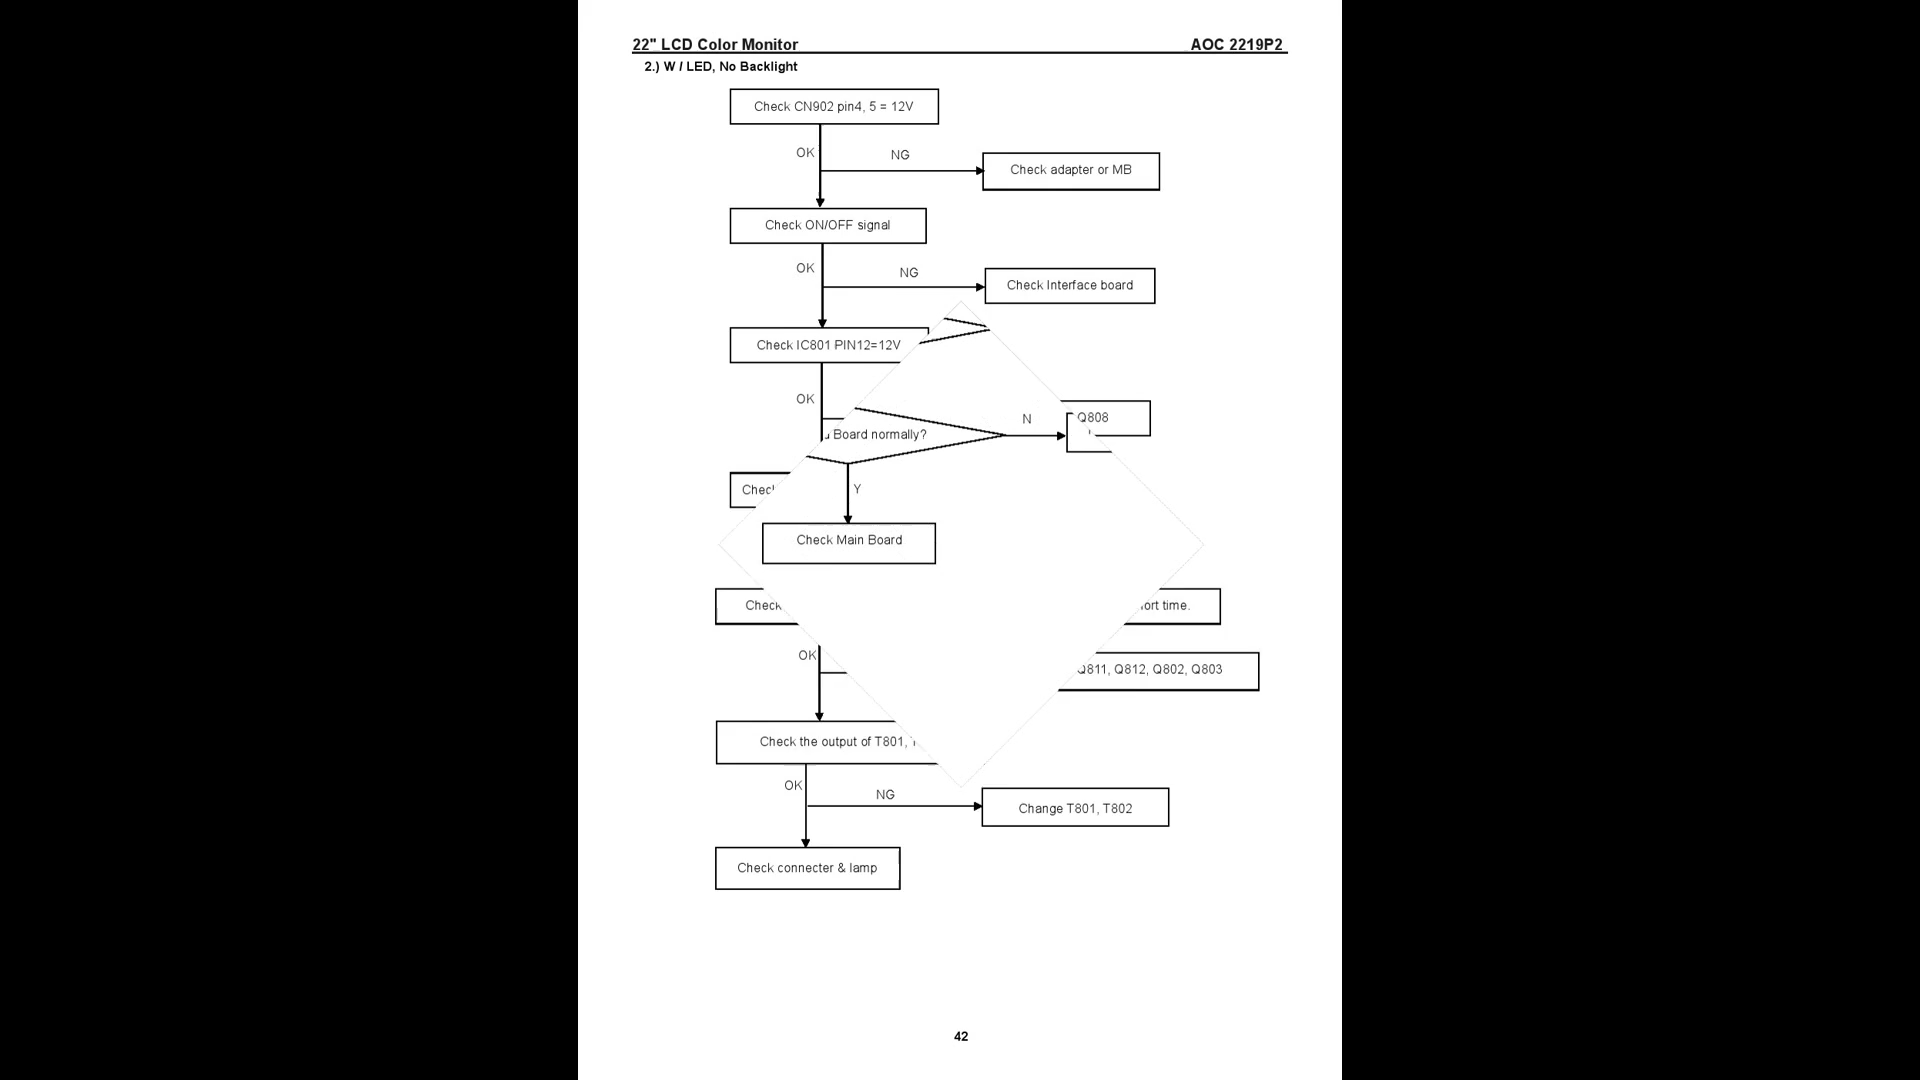 22" LCD Color Monitor AOC 2219P2
2.) W / LED, No Backlight
Check CN902 pin4, 5 = 12V
OK
NG
Check adapter or MB
Check ON/OFF signal
OK
NG
Check Interface board
Check IC801 PIN12=12V
OK
Board normally?
N
Q808
Y
Check Main Board
Check
time.
OK
Q811, Q812, Q802, Q803
Check the output of T801,
OK
NG
Change T801, T802
Check connecter & lamp
42